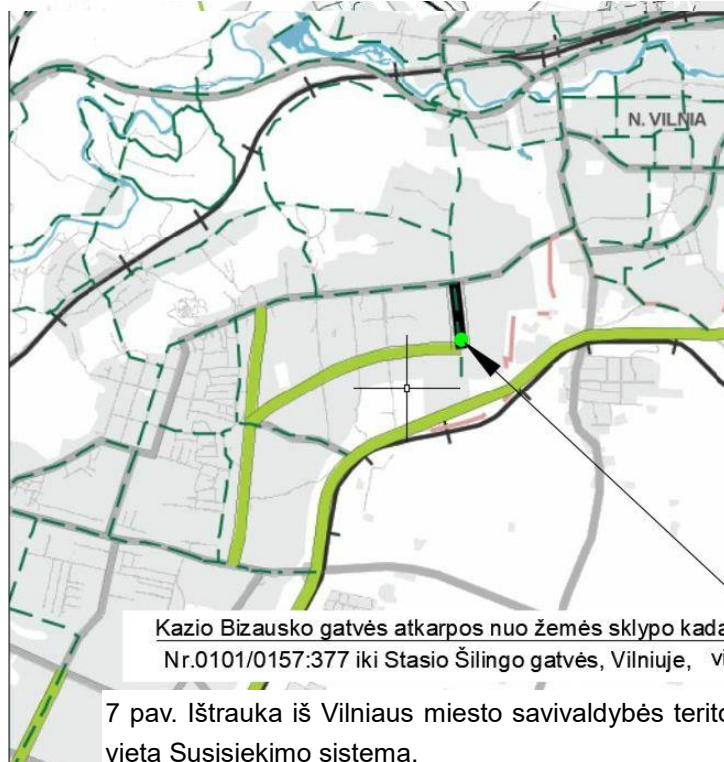 N. VILNIA
Kazio Bizausko gatvės atkarpos nuo žemės sklypo kada
Nr.0101/0157:377 iki Stasio Šilingo gatvės, Vilniuje, vi
7 pav. Ištrauka iš Vilniaus miesto savivaldybės terito
vieta Susisiekimo sistema.